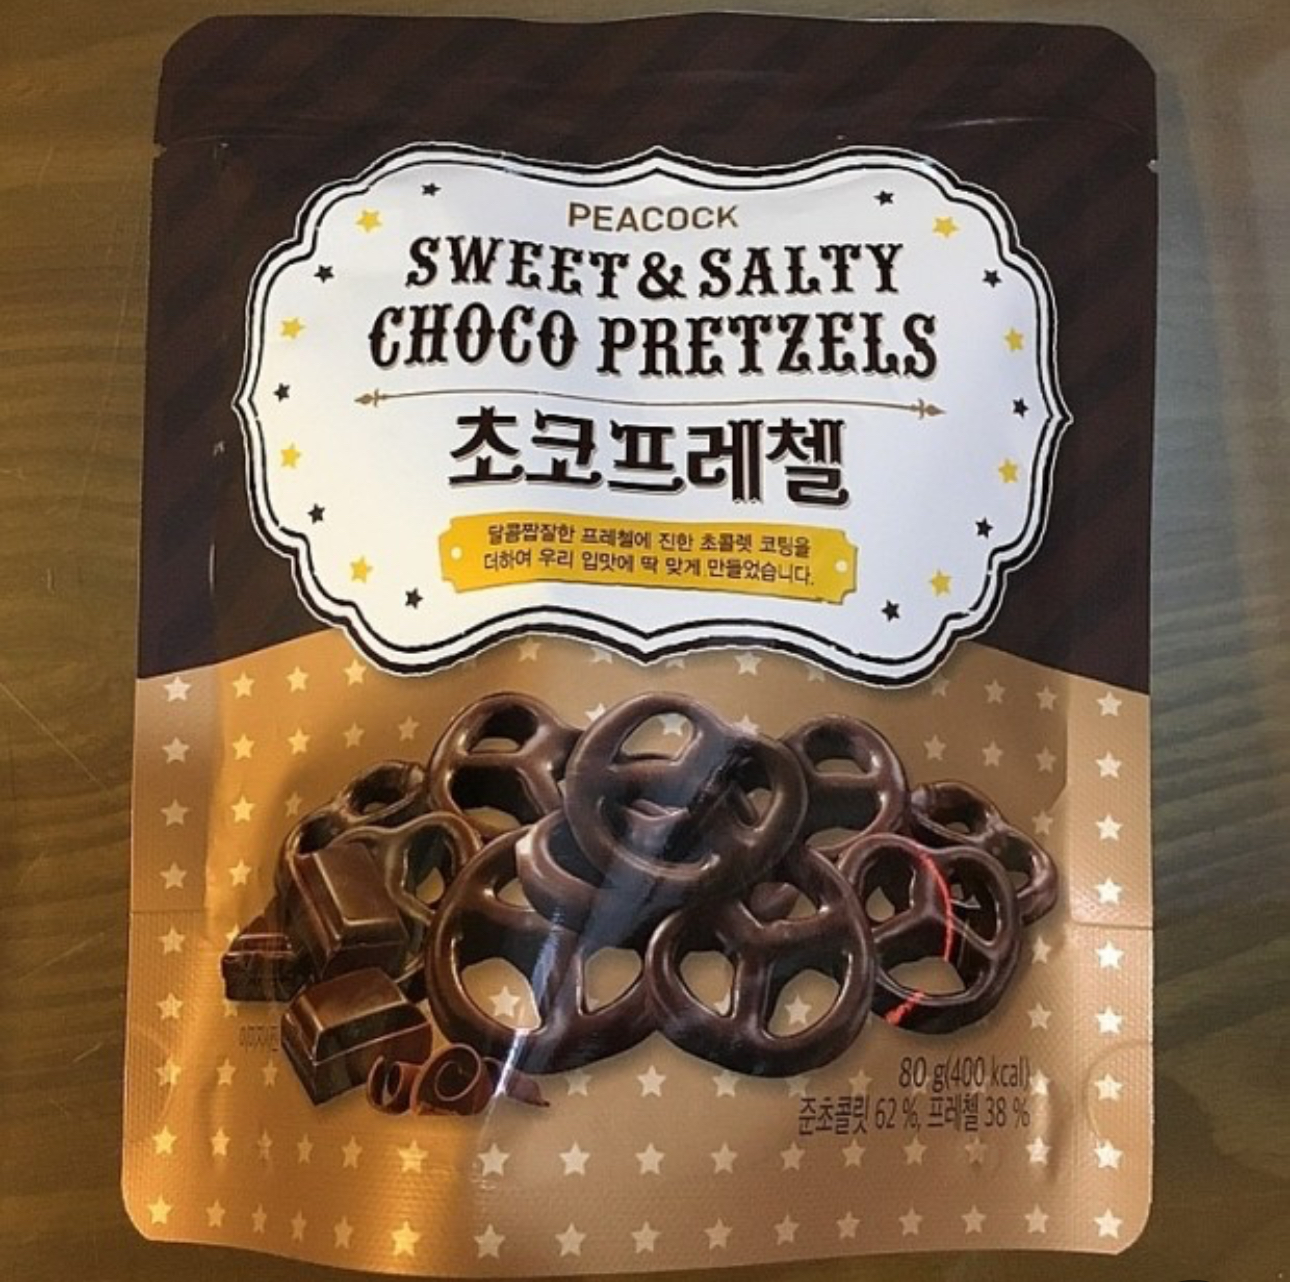 PEACOCK
SWEET & SALTY
CHOCO PRETZELS
초코프레첼
달콤짭잘한 프레첼에 진한 초콜렛 코팅을
더하여 우리 입맛에 딱 맞게 만들었습니다.
80 g(400 kcal)
준초콜릿 62 %, 프레첼 38 %